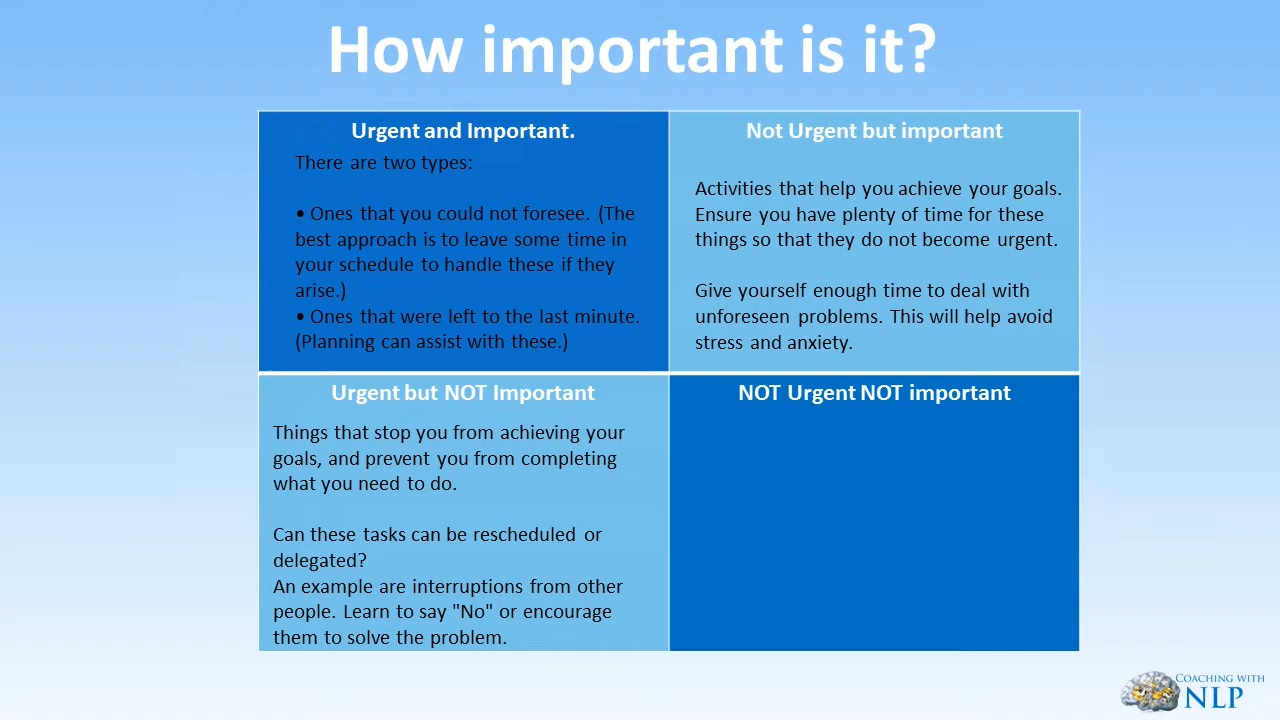 How important is it?
Urgent and Important.
There are two types:
• Ones that you could not foresee. (The
best approach is to leave some time in
your schedule to handle these if they
arise.)
• Ones that were left to the last minute.
(Planning can assist with these.)
Not Urgent but important
Activities that help you achieve your goals.
Ensure you have plenty of time for these
things so that they do not become urgent.
Give yourself enough time to deal with
unforeseen problems. This will help avoid
stress and anxiety.
Urgent but NOT Important
Things that stop you from achieving your
goals, and prevent you from completing
what you need to do.
Can these tasks can be rescheduled or
delegated?
An example are interruptions from other
people. Learn to say "No" or encourage
them to solve the problem.
NOT Urgent NOT important
COACHING WITH
NLP